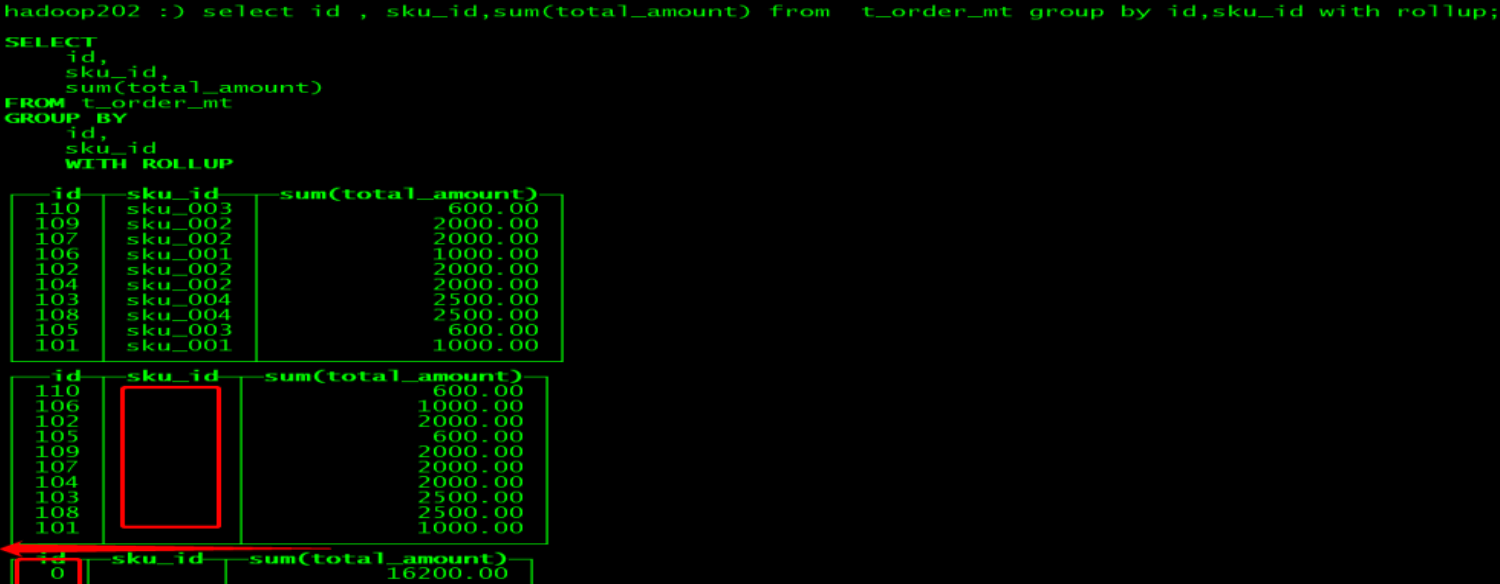 hadoop202 :) select id , sku_id,sum(total_amount) from  t_order_mt group by id,sku_id with rollup;
SELECT
id,
sku_id,
sum(total_amount)
FROM t_order_mt
GROUP BY
id,
sku_id
WITH ROLLUP
id sku_id sum(total_amount)
110 sku_003 600.00
109 sku_002 2000.00
107 sku_002 2000.00
106 sku_001 1000.00
102 sku_002 2000.00
104 sku_002 2000.00
103 sku_004 2500.00
108 sku_004 2500.00
105 sku_003 600.00
101 sku_001 1000.00
id sku_id sum(total_amount)
110 600.00
106 1000.00
102 2000.00
105 600.00
109 2000.00
107 2000.00
104 2000.00
103 2500.00
108 2500.00
101 1000.00
id sku_id sum(total_amount)
0 16200.00